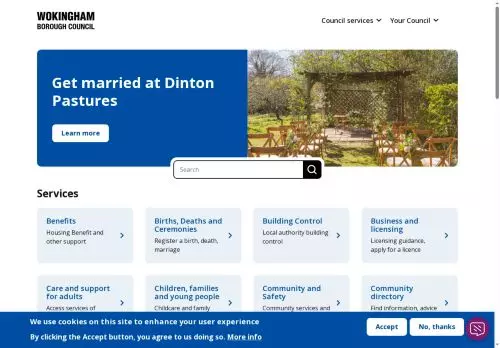 WOKINGHAM
BOROUGH COUNCIL
Council services
Your Council
Get married at Dinton
Pastures
Learn more
Search
Services
Benefits
Housing Benefit and
other support
Births, Deaths and
Ceremonies
Register a birth, death,
marriage
Building Control
Local authority building
control
Business and
licensing
Licensing guidance,
apply for a licence
Care and support
for adults
Access services of
Children, families
and young people
Childcare and family
Community and
Safety
Community services and
Community
directory
Find information, advice
We use cookies on this site to enhance your user experience
By clicking the Accept button, you agree to us doing so. More info
Accept
No, thanks